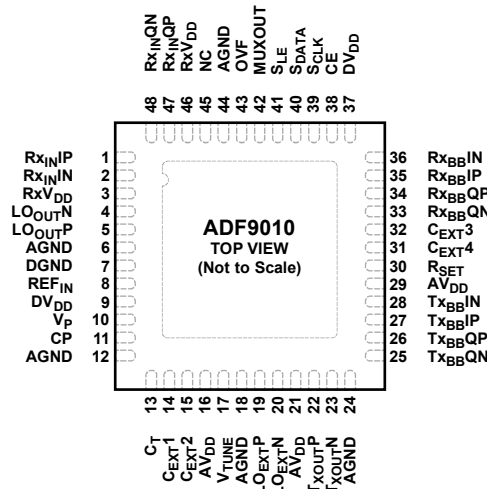 48 RxINQN
47 RxINQP
46 RxVDD
45 NC
44 AGND
43 OVF
42 MUXOUT
41 SLE
40 SDATA
39 SCLK
38 CE
37 DVDD
RxINIP 1
RxININ 2
RxVDD 3
LOOUTN 4
LOOUTP 5
AGND 6
DGND 7
REFIN 8
DVDD 9
VP 10
CP 11
AGND 12
ADF9010
TOP VIEW
(Not to Scale)
36 RxBBIN
35 RxBBIP
34 RxBBQP
33 RxBBQN
32 CEXT3
31 CEXT4
30 RSET
29 AVDD
28 TxBBIN
27 TxBBIP
26 TxBBQP
25 TxBBQN
CT 13
CEXT1 14
CEXT2 15
AVDD 16
VTUNE 17
AGND 18
LOEXTP 19
LOEXTN 20
AVDD 21
TXOUTP 22
TXOUTN 23
AGND 24